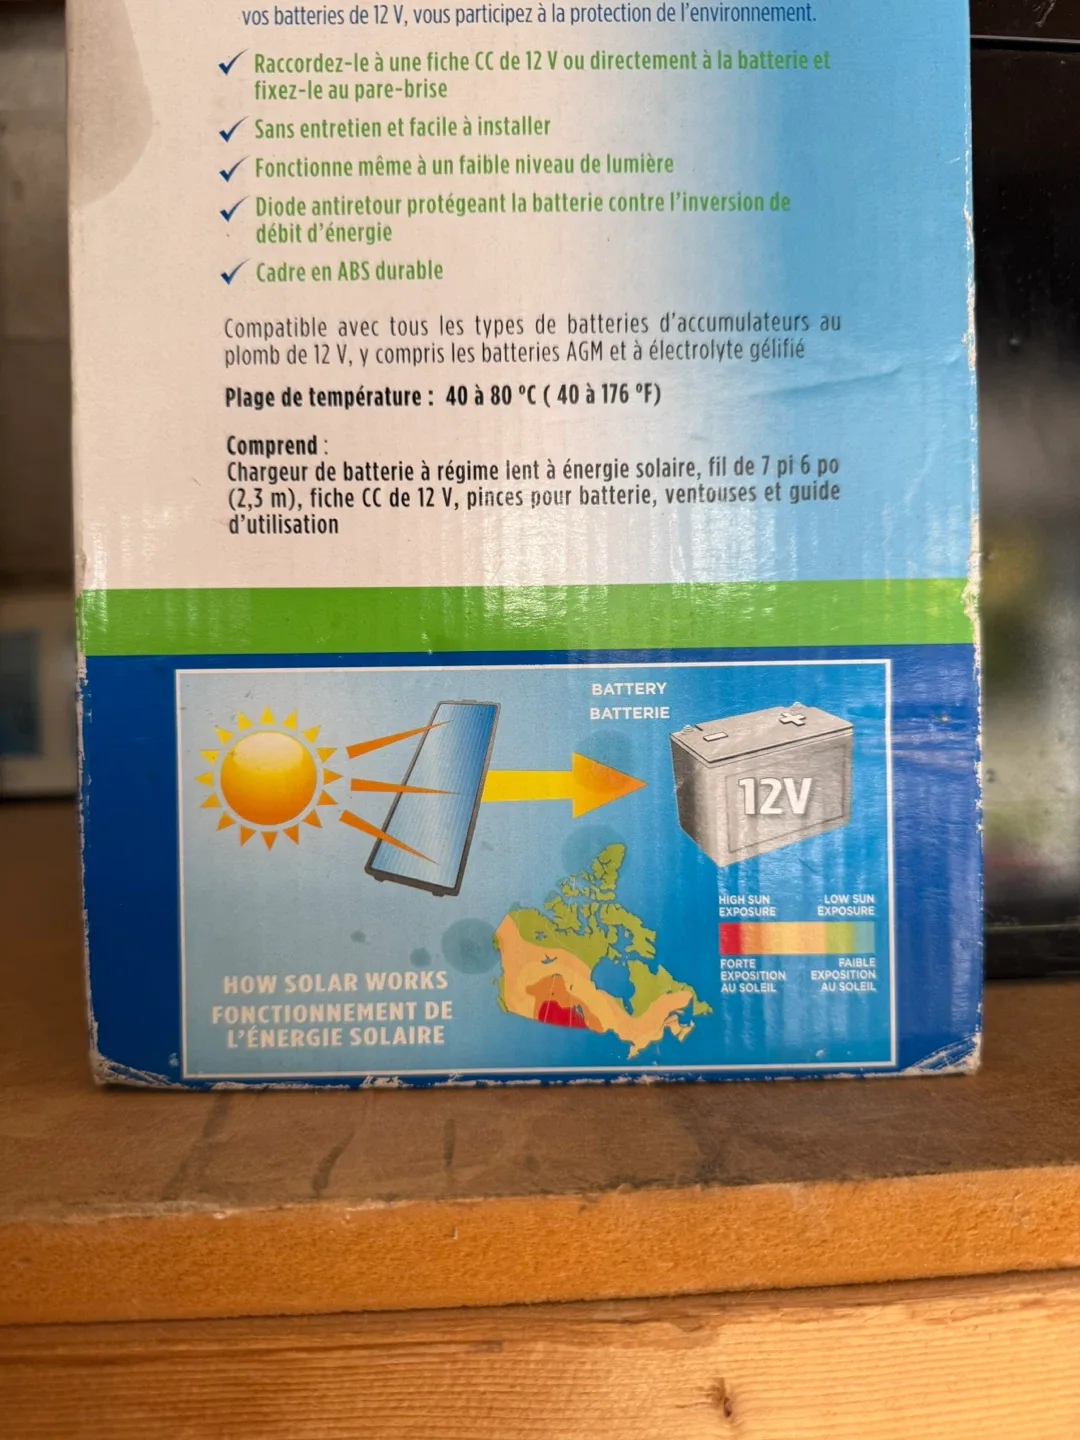 vos batteries de 12 V, vous participez à la protection de l'environnement.
Raccordez-le à une fiche CC de 12 V ou directement à la batterie et
fixez-le au pare-brise
Sans entretien et facile à installer
Fonctionne même à un faible niveau de lumière
Diode antiretour protégeant la batterie contre l'inversion de
débit d'énergie
Cadre en ABS durable
Compatible avec tous les types de batteries d'accumulateurs au
plomb de 12 V, y compris les batteries AGM et à électrolyte gélifié
Plage de température : 40 à 80 °C ( 40 à 176 °F)
Comprend :
Chargeur de batterie à régime lent à énergie solaire, fil de 7 pi 6 po
(2,3 m), fiche CC de 12 V, pinces pour batterie, ventouses et guide
d'utilisation
BATTERY
BATTERIE
12V
HIGH SUN
EXPOSURE
LOW SUN
EXPOSURE
FORTE
EXPOSITION
AU SOLEIL
FAIBLE
EXPOSITION
AU SOLEIL
HOW SOLAR WORKS
FONCTIONNEMENT DE
L'ÉNERGIE SOLAIRE